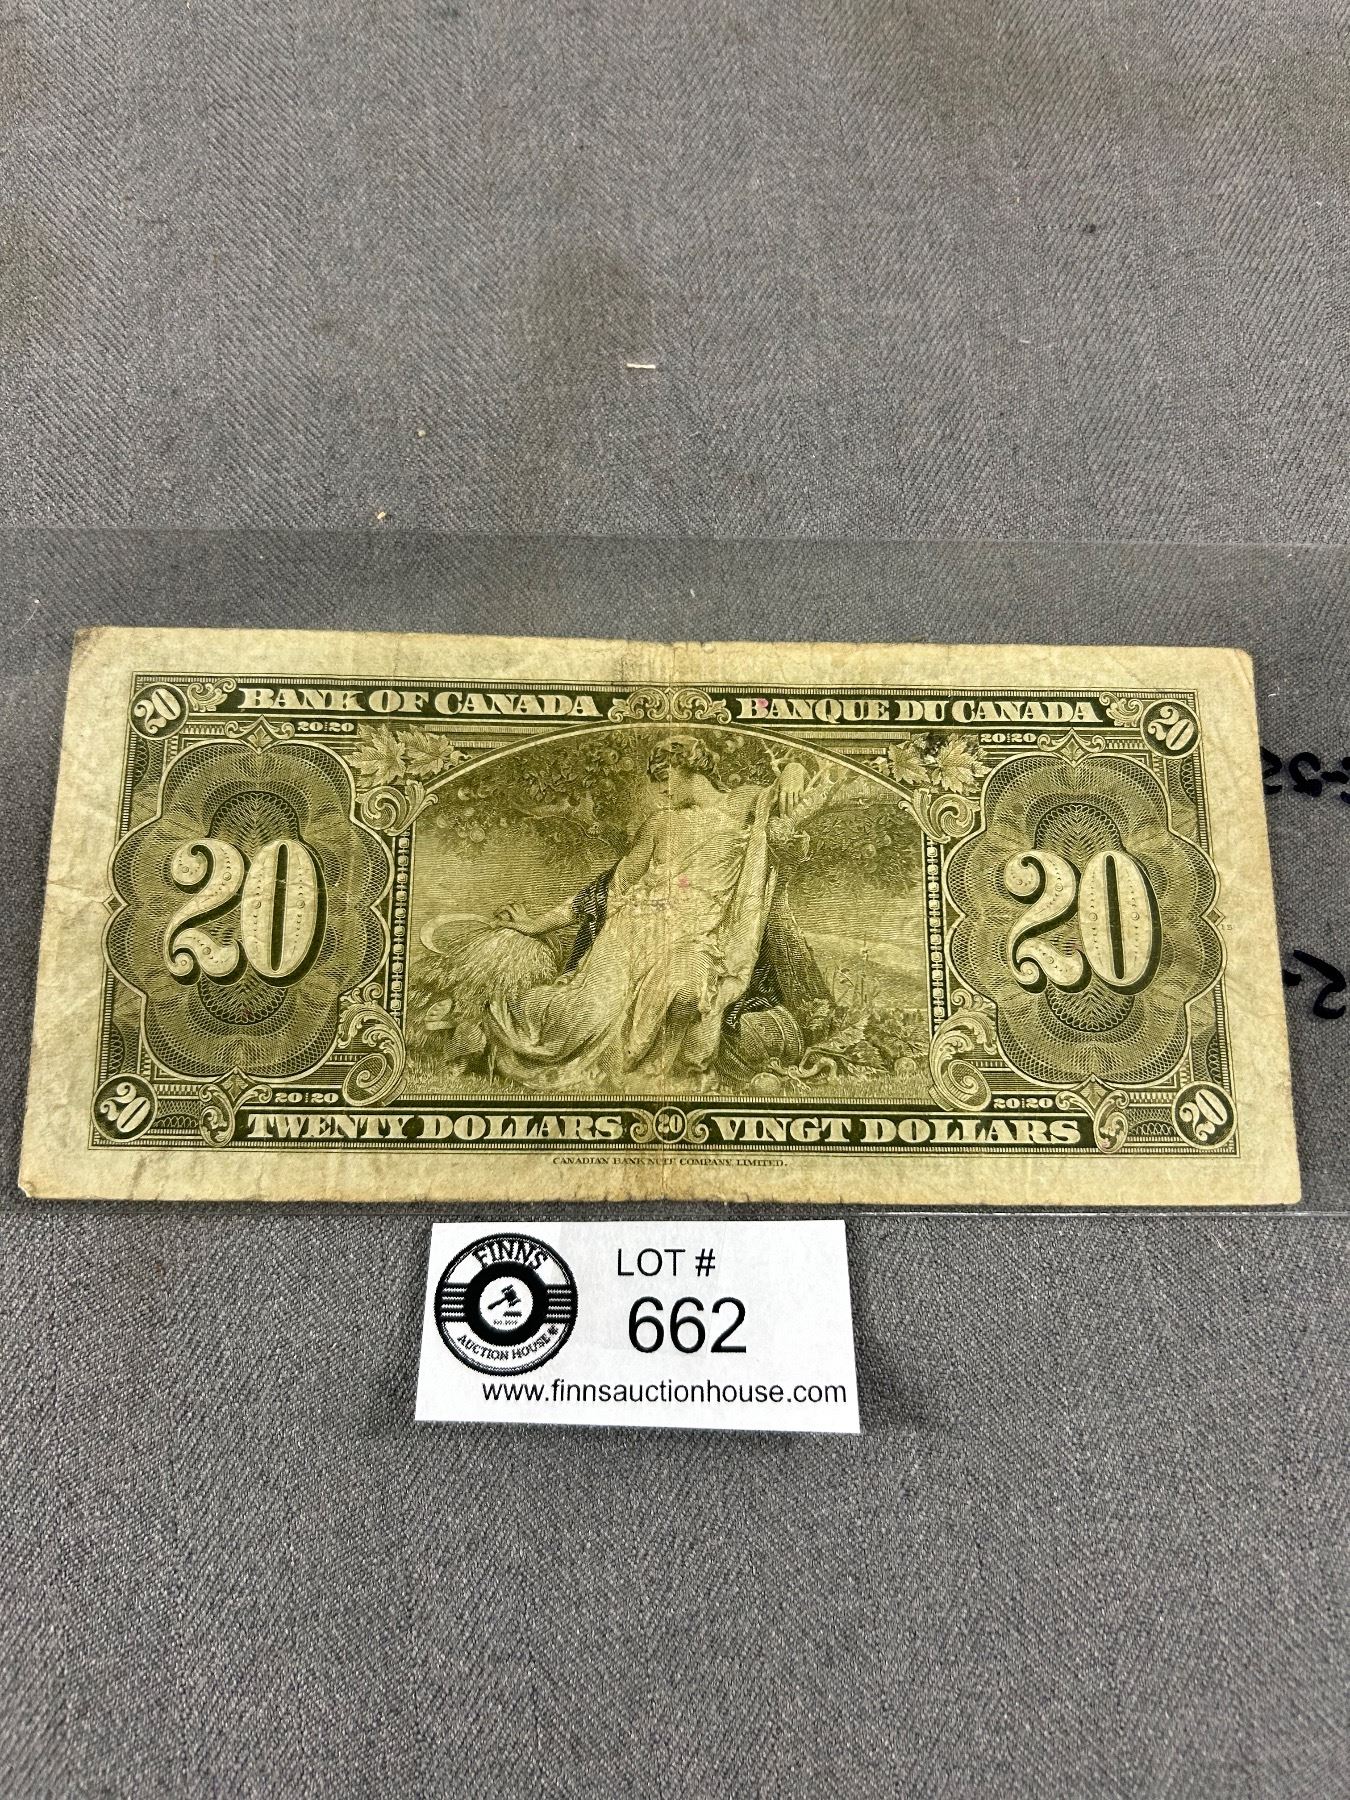 20 BANK OF CANADA BANQUE DU CANADA 20
20 20 20 20
20 20
20 20 20 20
20 TWENTY DOLLARS 20 VINGT DOLLARS 20
CANADIAN BANK NOTE COMPANY, LIMITED.
FINNS
AUCTION HOUSE
LOT #
662
www.finnsauctionhouse.com